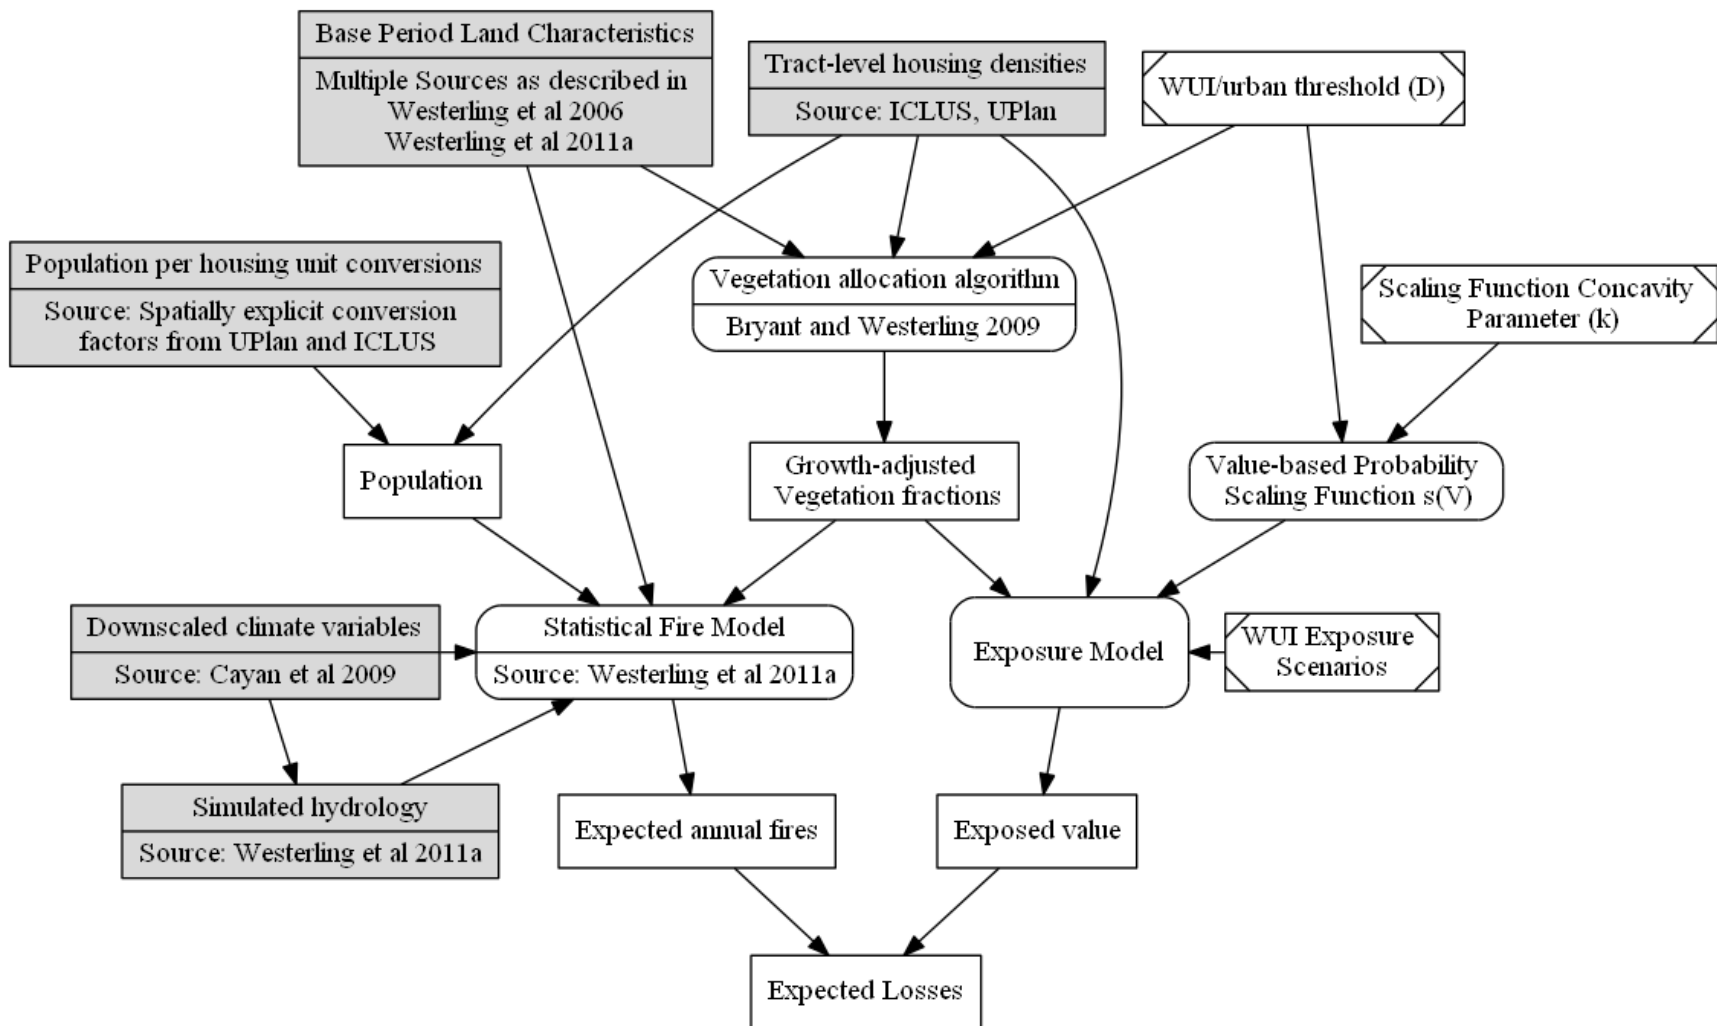 Base Period Land Characteristics
Multiple Sources as described in
Westerling et al 2006
Westerling et al 2011a
Tract-level housing densities
Source: ICLUS, UPlan
WUI/urban threshold (D)
Population per housing unit conversions
Source: Spatially explicit conversion
factors from UPlan and ICLUS
Vegetation allocation algorithm
Bryant and Westerling 2009
Scaling Function Concavity
Parameter (k)
Population
Growth-adjusted
Vegetation fractions
Value-based Probability
Scaling Function s(V)
Downscaled climate variables
Source: Cayan et al 2009
Statistical Fire Model
Source: Westerling et al 2011a
Exposure Model
WUI Exposure
Scenarios
Simulated hydrology
Source: Westerling et al 2011a
Expected annual fires
Exposed value
Expected Losses